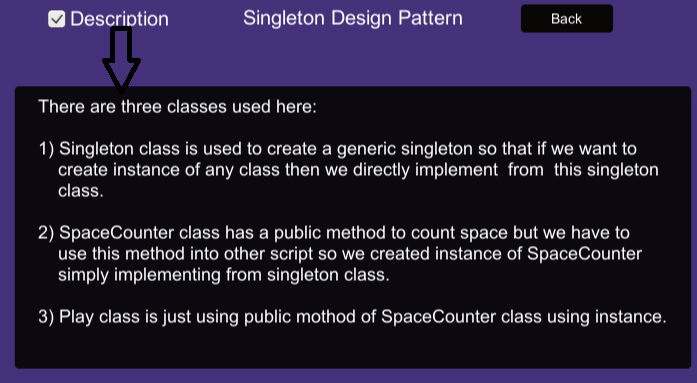 Description Singleton Design Pattern Back
There are three classes used here:
1) Singleton class is used to create a generic singleton so that if we want to
create instance of any class then we directly implement from this singleton
class.
2) SpaceCounter class has a public method to count space but we have to
use this method into other script so we created instance of SpaceCounter
simply implementing from singleton class.
3) Play class is just using public mothod of SpaceCounter class using instance.